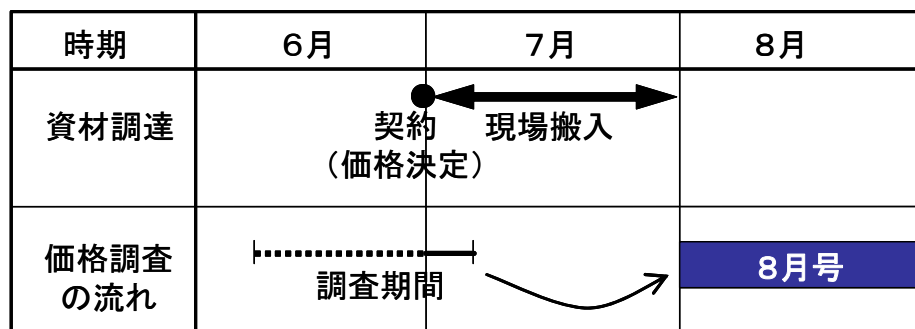 時期
6月
7月
8月
資材調達
契約
(価格決定)
現場搬入
価格調査
の流れ
調査期間
8月号